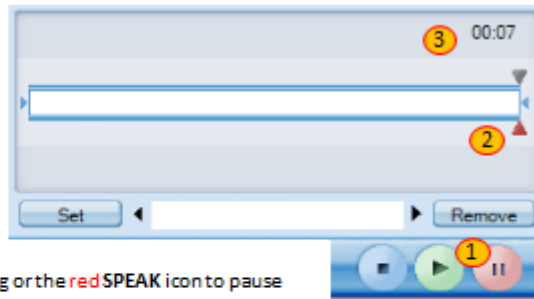 3 00:07
2
Set Remove
1
g or the red SPEAK icon to pause